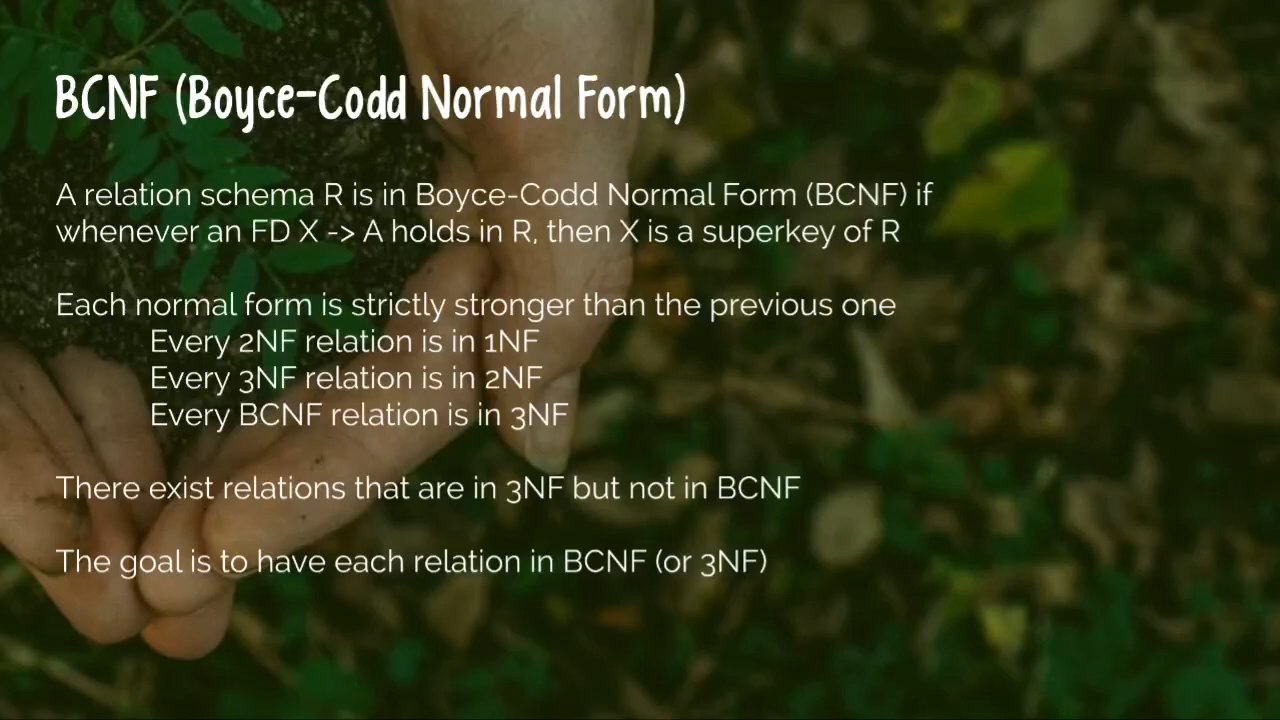 BCNF (Boyce-Codd Normal Form)
A relation schema R is in Boyce-Codd Normal Form (BCNF) if
whenever an FD X -> A holds in R, then X is a superkey of R
Each normal form is strictly stronger than the previous one
Every 2NF relation is in 1NF
Every 3NF relation is in 2NF
Every BCNF relation is in 3NF
There exist relations that are in 3NF but not in BCNF
The goal is to have each relation in BCNF (or 3NF)